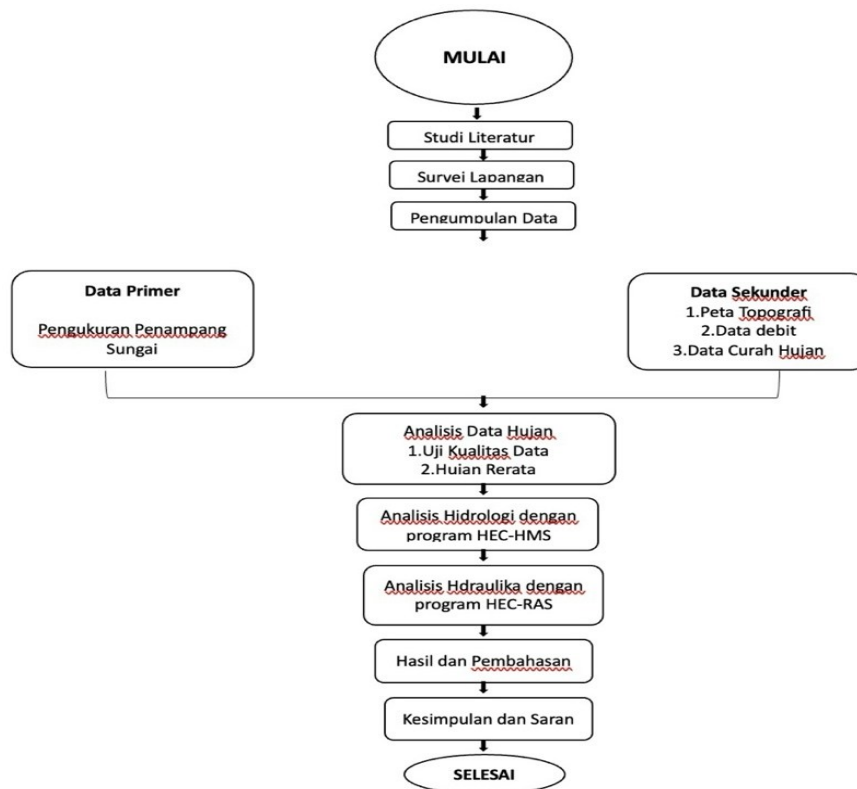 MULAI
Studi Literatur
Survei Lapangan
Pengumpulan Data
Data Primer
Pengukuran Penampang
Sungai
Data Sekunder
1.Peta Topografi
2.Data debit
3.Data Curah Hujan
Analisis Data Hujan
1.Uji Kualitas Data
2.Hujan Rerata
Analisis Hidrologi dengan
program HEC-HMS
Analisis Hdraulika dengan
program HEC-RAS
Hasil dan Pembahasan
Kesimpulan dan Saran
SELESAI